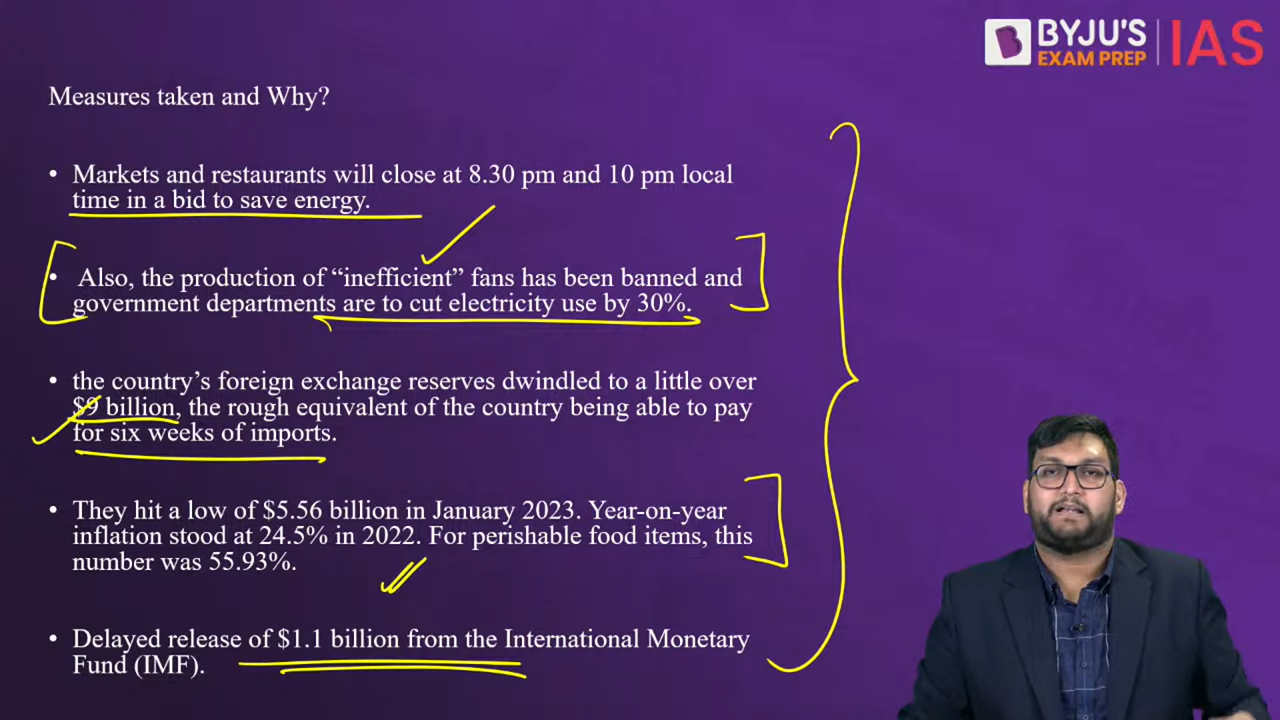 BYJU'S
EXAM PREP
IAS
Measures taken and Why?
• Markets and restaurants will close at 8.30 pm and 10 pm local
time in a bid to save energy.
• Also, the production of “inefficient” fans has been banned and
government departments are to cut electricity use by 30%.
• the country’s foreign exchange reserves dwindled to a little over
$9 billion, the rough equivalent of the country being able to pay
for six weeks of imports.
• They hit a low of $5.56 billion in January 2023. Year-on-year
inflation stood at 24.5% in 2022. For perishable food items, this
number was 55.93%.
• Delayed release of $1.1 billion from the International Monetary
Fund (IMF).